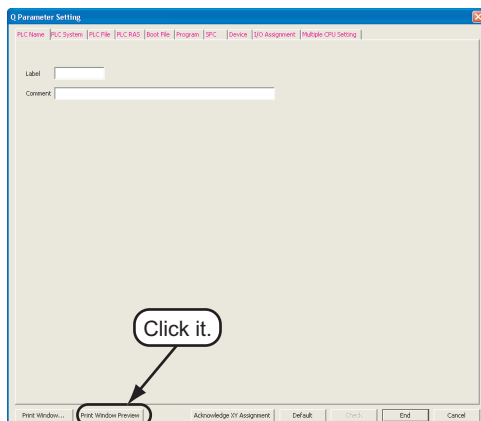 Q Parameter Setting
PLC Name PLC System PLC File PLC RAS Boot File Program SFC Device I/O Assignment Multiple CPU Setting
Label
Comment
Click it.
Print Window... Print Window Preview Acknowledge XY Assignment Default Check End Cancel